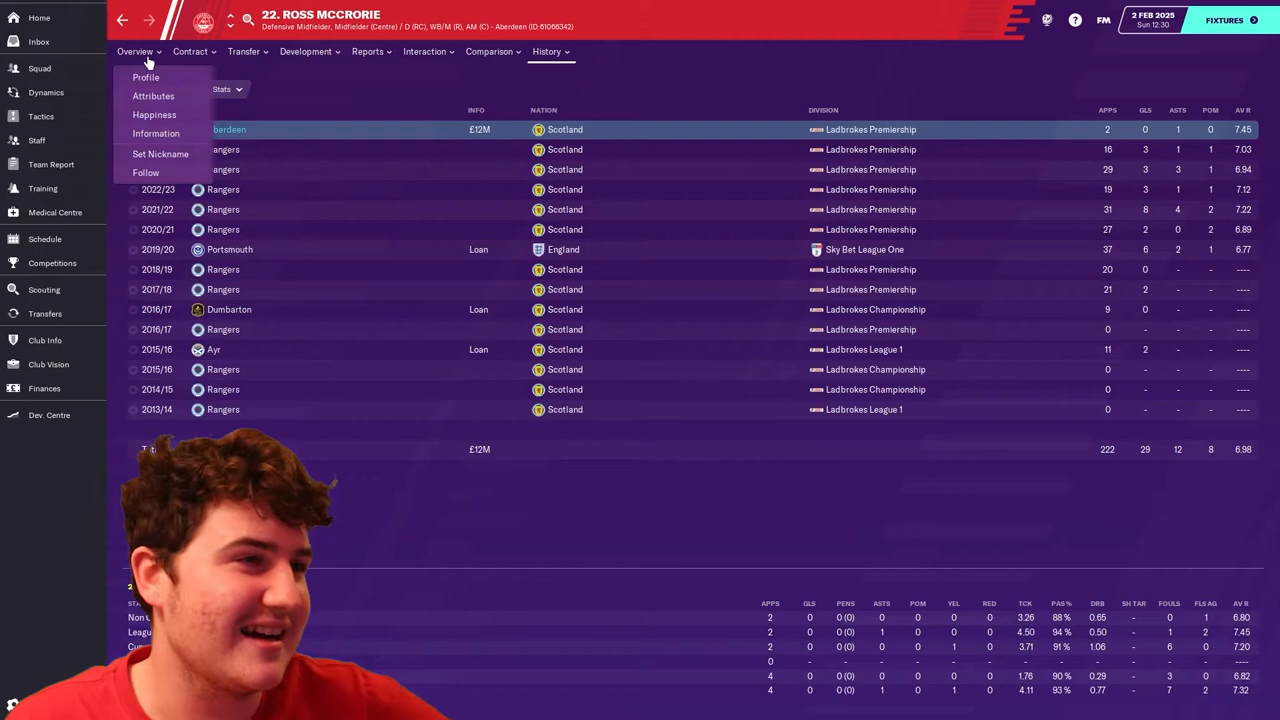 Home
Inbox
Squad
Dynamics
Tactics
Staff
Team Report
Training
Medical Centre
Schedule
Competitions
Scouting
Transfers
Club Info
Club Vision
Finances
Dev. Centre
22. ROSS MCCRORIE
Defensive Midfielder, Midfielder (Centre) / D (RC), WB/M (R), AM (C) - Aberdeen (ID:61066342)
FM
2 FEB 2025
Sun 12:30
FIXTURES
Overview Contract Transfer Development Reports Interaction Comparison History
Profile
Attributes
Happiness
Information
Set Nickname
Follow
Stats
INFO NATION DIVISION APPS GLS ASTS POM AV R
berdeen £12M Scotland Ladbrokes Premiership 2 0 1 0 7.45
angers Scotland Ladbrokes Premiership 16 3 1 1 7.03
angers Scotland Ladbrokes Premiership 29 3 3 1 6.94
2022/23 Rangers Scotland Ladbrokes Premiership 19 3 1 1 7.12
2021/22 Rangers Scotland Ladbrokes Premiership 31 8 4 2 7.22
2020/21 Rangers Scotland Ladbrokes Premiership 27 2 0 2 6.89
2019/20 Portsmouth Loan England Sky Bet League One 37 6 2 1 6.77
2018/19 Rangers Scotland Ladbrokes Premiership 20 0 - - ----
2017/18 Rangers Scotland Ladbrokes Premiership 21 2 - - ----
2016/17 Dumbarton Loan Scotland Ladbrokes Championship 9 0 - - ----
2016/17 Rangers Scotland Ladbrokes Premiership 0 - - - ----
2015/16 Ayr Loan Scotland Ladbrokes League 1 11 2 - - ----
2015/16 Rangers Scotland Ladbrokes Championship 0 - - - ----
2014/15 Rangers Scotland Ladbrokes Championship 0 - - - ----
2013/14 Rangers Scotland Ladbrokes League 1 0 - - - ----
£12M 222 29 12 8 6.98
APPS GLS PENS ASTS POM YEL RED TCK PAS % DRB SH TAR FOULS FLS AG AV R
Non 2 0 0 (0) 0 0 0 0 3.26 88 % 0.65 - 0 1 6.80
Leagu 2 0 0 (0) 1 0 0 0 4.50 94 % 0.50 - 1 2 7.45
Cu 2 0 0 (0) 0 0 1 0 3.71 91 % 1.06 - 6 0 7.20
0 - - - - - - - - - - - - ----
4 0 0 (0) 0 0 0 0 1.76 90 % 0.29 - 3 0 6.82
4 0 0 (0) 1 0 1 0 4.11 93 % 0.77 - 7 2 7.32